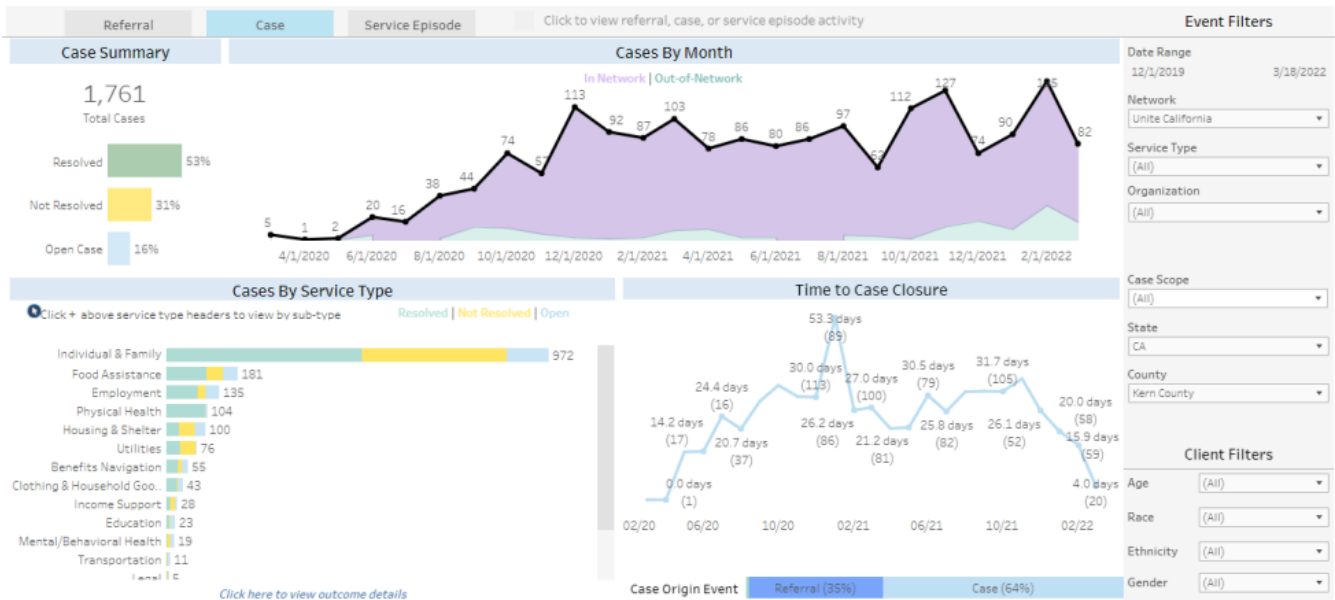 Referral
Case
Service Episode
Click to view referral, case, or service episode activity
Event Filters
Case Summary
1,761
Total Cases
Resolved 53%
Not Resolved 31%
Open Case 16%
Cases By Month
In Network | Out-of-Network
5 1 2 20 16 38 44 74 57 113 92 87 103 78 86 80 86 97 112 127 74 90 82
4/1/2020 6/1/2020 8/1/2020 10/1/2020 12/1/2020 2/1/2021 4/1/2021 6/1/2021 8/1/2021 10/1/2021 12/1/2021 2/1/2022
Date Range
12/1/2019 3/18/2022
Network
Unite California
Service Type
(All)
Organization
(All)
Case Scope
(All)
State
CA
County
Kern County
Client Filters
Age (All)
Race (All)
Ethnicity (All)
Gender (All)
Cases By Service Type
Click + above service type headers to view by sub-type
Resolved | Not Resolved | Open
Individual & Family 972
Food Assistance 181
Employment 135
Physical Health 104
Housing & Shelter 100
Utilities 76
Benefits Navigation 55
Clothing & Household Goo.. 43
Income Support 28
Education 23
Mental/Behavioral Health 19
Transportation 11
Legal 5
Click here to view outcome details
Time to Case Closure
0.0 days
(1)
14.2 days
(17)
24.4 days
(16)
20.7 days
(37)
30.0 days
(113)
53.3 days
(89)
26.2 days
(86)
27.0 days
(100)
21.2 days
(81)
30.5 days
(79)
25.8 days
(82)
31.7 days
(105)
26.1 days
(52)
20.0 days
(58)
15.9 days
(59)
4.0 days
(20)
02/20 06/20 10/20 02/21 06/21 10/21 02/22
Case Origin Event
Referral (35%)
Case (64%)